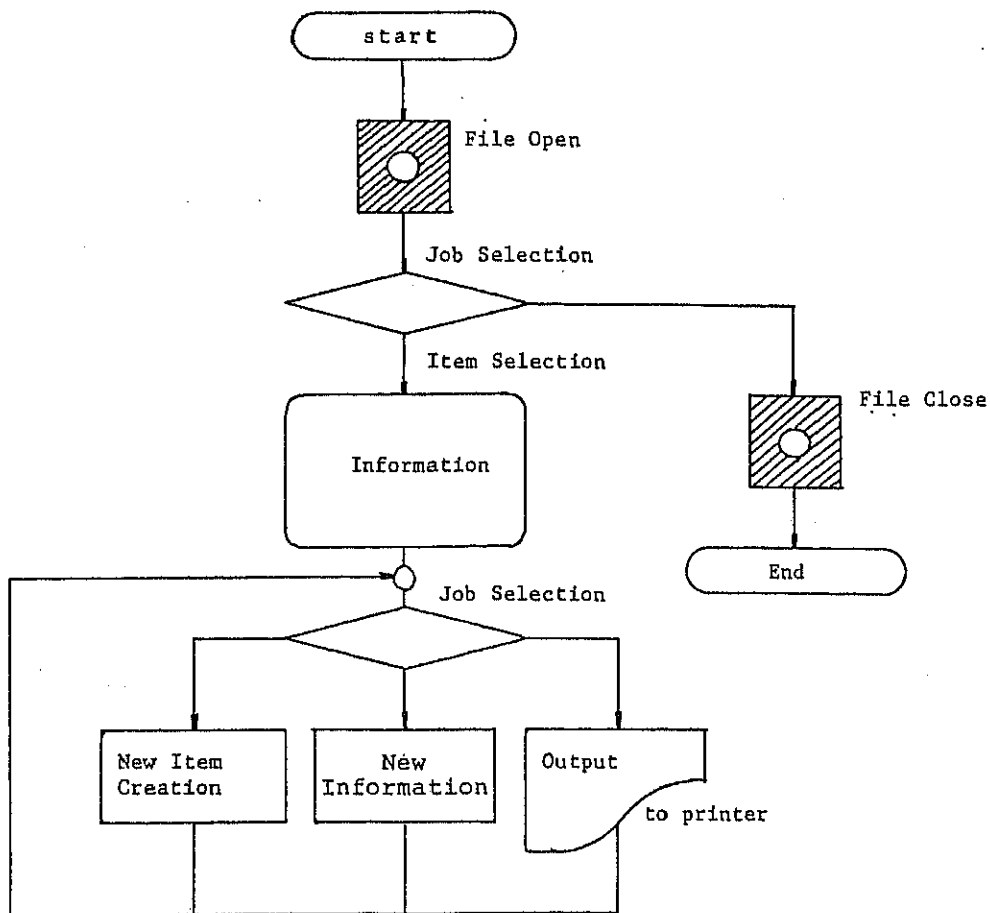 start
File Open
Job Selection
Item Selection
File Close
Information
End
Job Selection
New Item
Creation
New
Information
Output
to printer